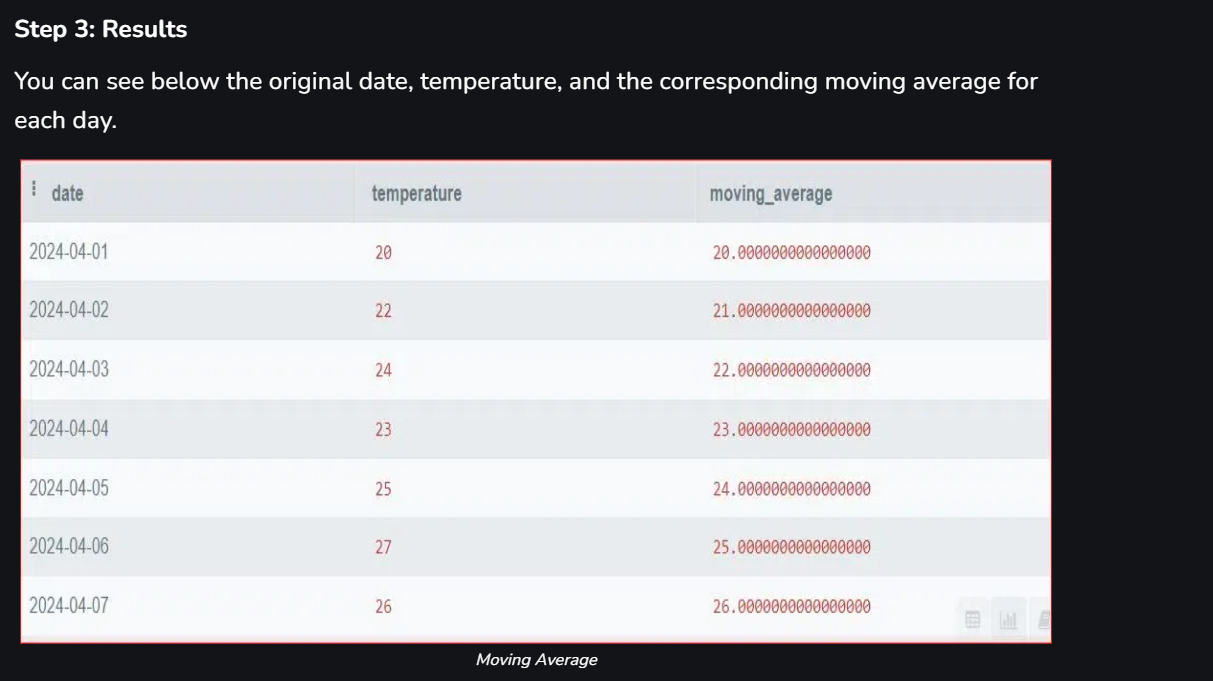 Step 3: Results
You can see below the original date, temperature, and the corresponding moving average for
each day.
date temperature moving_average
2024-04-01 20 20.0000000000000000
2024-04-02 22 21.0000000000000000
2024-04-03 24 22.0000000000000000
2024-04-04 23 23.0000000000000000
2024-04-05 25 24.0000000000000000
2024-04-06 27 25.0000000000000000
2024-04-07 26 26.0000000000000000
Moving Average